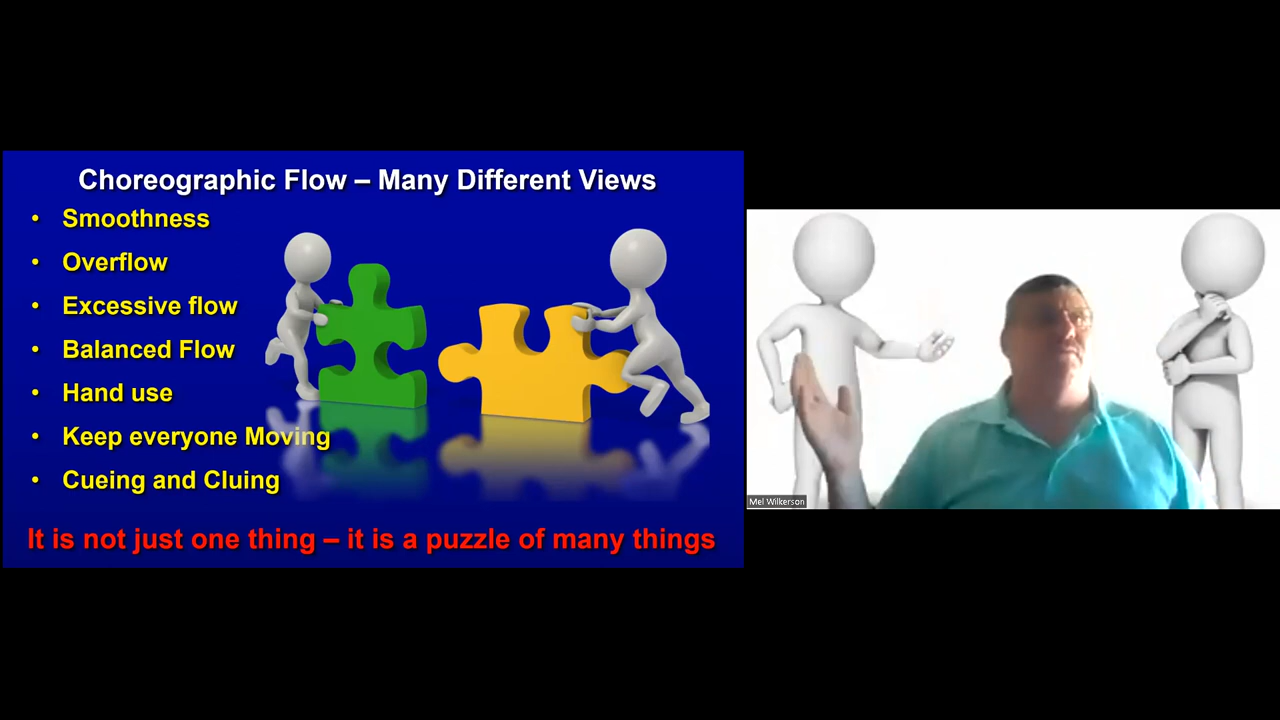 Choreographic Flow – Many Different Views
• Smoothness
• Overflow
• Excessive flow
• Balanced Flow
• Hand use
• Keep everyone Moving
• Cueing and Cluing
It is not just one thing – it is a puzzle of many things
Mel Wilkerson